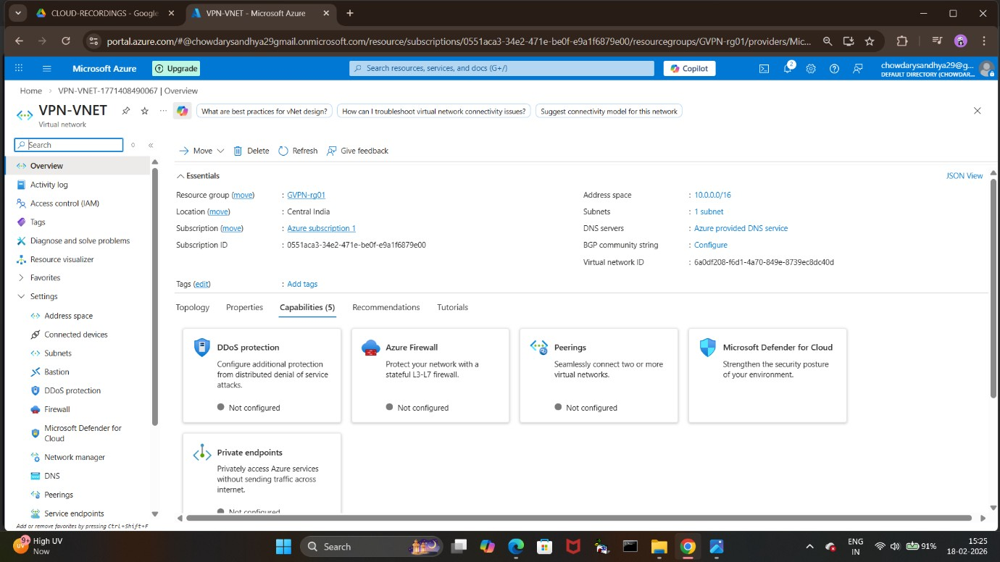 CLOUD-RECORDINGS - Google
VPN-VNET - Microsoft Azure
portal.azure.com/#@chowdarysandhya29gmail.onmicrosoft.com/resource/subscriptions/0551aca3-34e2-471e-be0f-e9a1f6879e00/resourcegroups/GVPN-rg01/providers/Mic...
Microsoft Azure
Upgrade
Search resources, services, and docs (G+/)
Copilot
2
chowdarysandhya29@g...
DEFAULT DIRECTORY (CHOWDAR...
Home > VPN-VNET-1771408490067 | Overview
VPN-VNET
Virtual network
What are best practices for vNet design?
How can I troubleshoot virtual network connectivity issues?
Suggest connectivity model for this network
Search
Overview
Activity log
Access control (IAM)
Tags
Diagnose and solve problems
Resource visualizer
Favorites
Settings
Address space
Connected devices
Subnets
Bastion
DDoS protection
Firewall
Microsoft Defender for
Cloud
Network manager
DNS
Peerings
Service endpoints
Add or remove favorites by pressing Ctrl+Shift+F
Move
Delete
Refresh
Give feedback
Essentials
JSON View
Resource group (move) : GVPN-rg01
Location (move) : Central India
Subscription (move) : Azure subscription 1
Subscription ID : 0551aca3-34e2-471e-be0f-e9a1f6879e00
Address space : 10.0.0.0/16
Subnets : 1 subnet
DNS servers : Azure provided DNS service
BGP community string : Configure
Virtual network ID : 6a0df208-f6d1-4a70-849e-8739ec8dc40d
Tags (edit) : Add tags
Topology Properties Capabilities (5) Recommendations Tutorials
DDoS protection
Configure additional protection
from distributed denial of service
attacks.
Not configured
Azure Firewall
Protect your network with a
stateful L3-L7 firewall.
Not configured
Peerings
Seamlessly connect two or more
virtual networks.
Not configured
Microsoft Defender for Cloud
Strengthen the security posture
of your environment.
Private endpoints
Privately access Azure services
without sending traffic across
internet.
Not configured
9+
High UV
Now
Search
ENG
IN
91%
15:25
18-02-2026